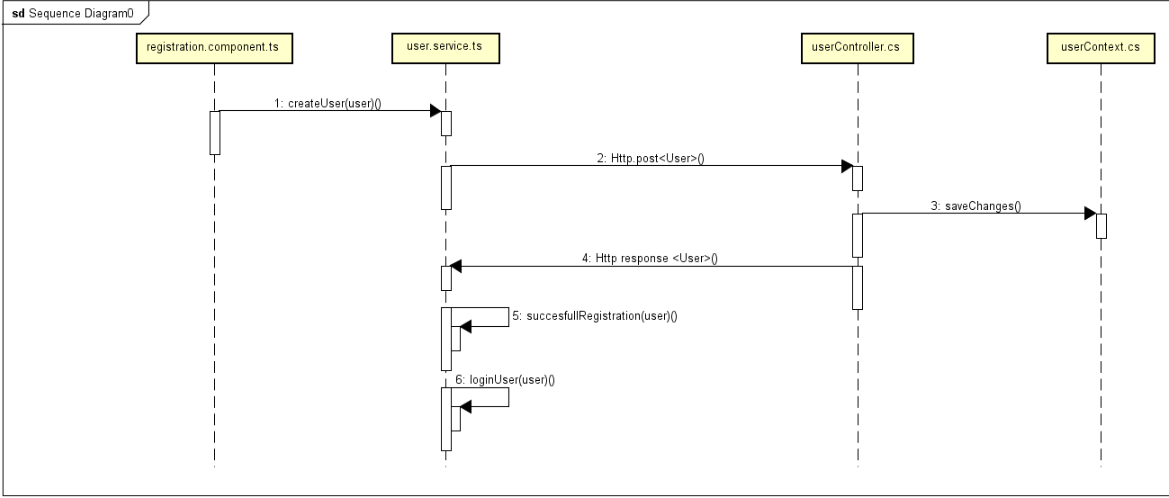 sd Sequence Diagram0
registration.component.ts
user.service.ts
userController.cs
userContext.cs
1: createUser(user)()
2: Http.post<User>()
3: saveChanges()
4: Http response <User>()
5: succesfullRegistration(user)()
6: loginUser(user)()